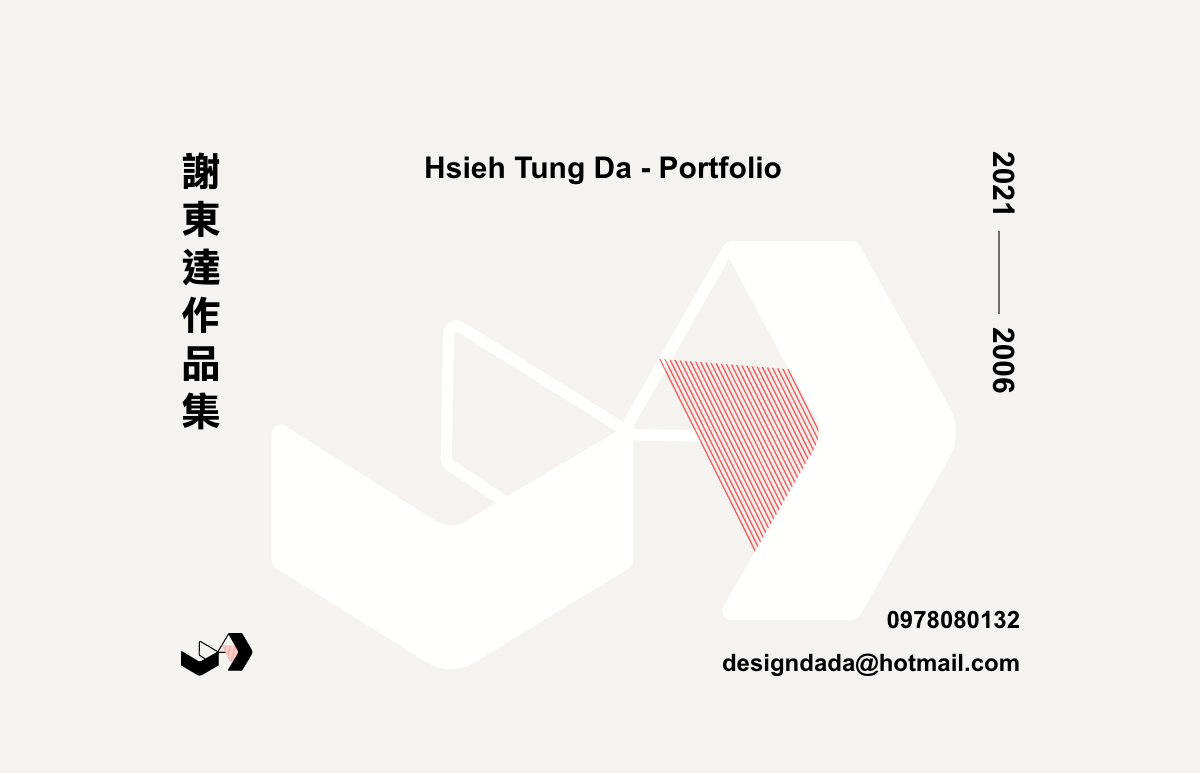 謝東達作品集
Hsieh Tung Da - Portfolio
2021
2006
0978080132
designdada@hotmail.com